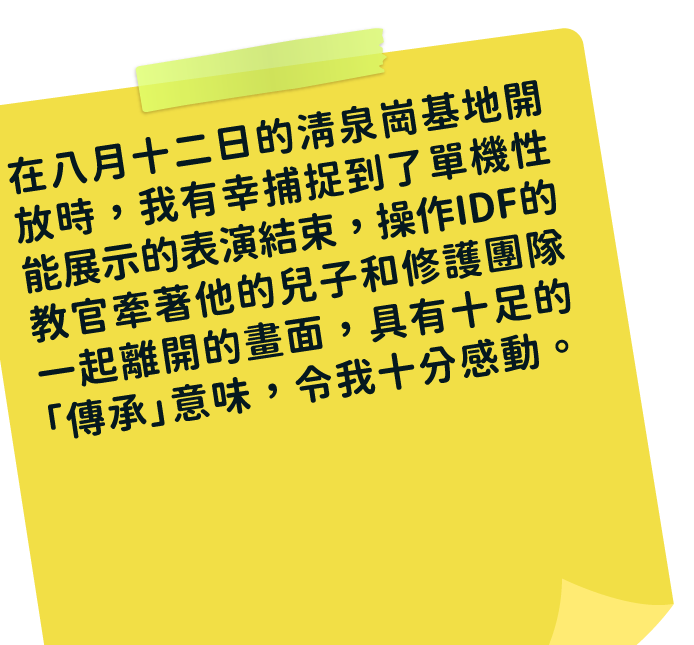 在八月十二日的清泉崗基地開
放時，我有幸捕捉到了單機性
能展示的表演結束，操作IDF的
教官牽著他的兒子和修護團隊
一起離開的畫面，具有十足的
「傳承」意味，令我十分感動。